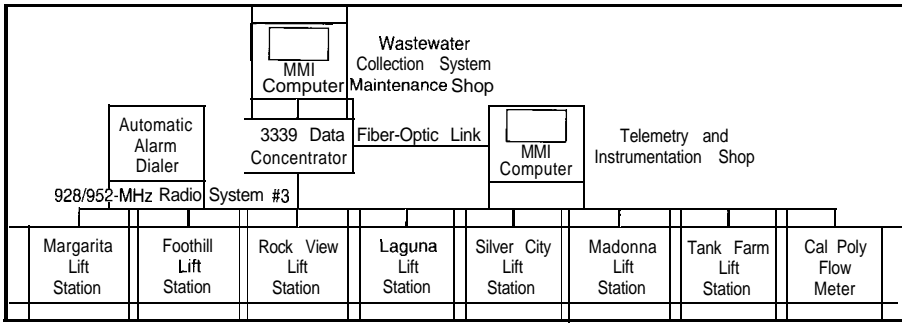 MMI
Computer
Wastewater
Collection System
Maintenance Shop
Automatic
Alarm
Dialer
3339 Data
Concentrator
Fiber-Optic Link
MMI
Computer
Telemetry and
Instrumentation Shop
928/952-MHz Radio System #3
Margarita
Lift
Station
Foothill
Lift
Station
Rock View
Lift
Station
Laguna
Lift
Station
Silver City
Lift
Station
Madonna
Lift
Station
Tank Farm
Lift
Station
Cal Poly
Flow
Meter